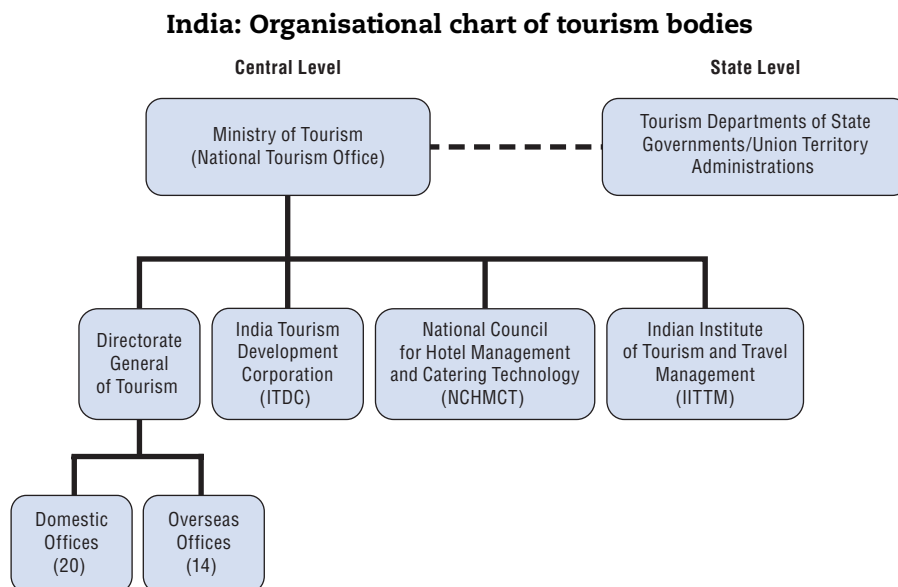 India: Organisational chart of tourism bodies
Central Level
State Level
Ministry of Tourism
(National Tourism Office)
Tourism Departments of State
Governments/Union Territory
Administrations
Directorate
General
of Tourism
India Tourism
Development
Corporation
(ITDC)
National Council
for Hotel Management
and Catering Technology
(NCHMCT)
Indian Institute
of Tourism and Travel
Management
(IITTM)
Domestic
Offices
(20)
Overseas
Offices
(14)